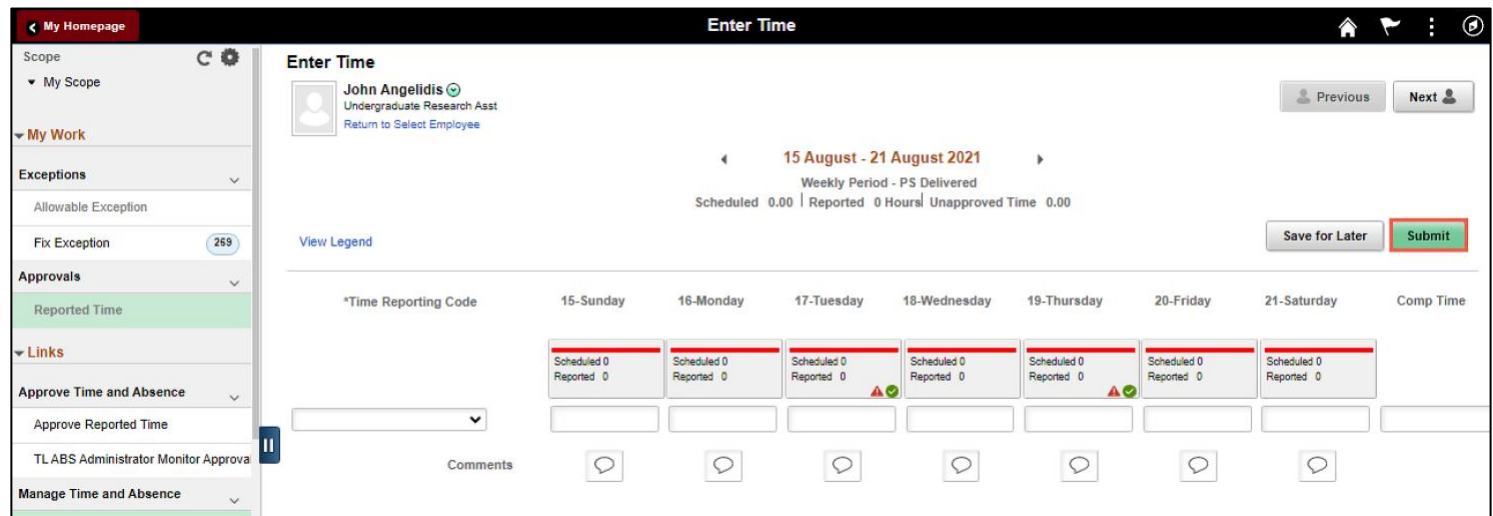 My Homepage
Enter Time
Scope
My Scope
My Work
Exceptions
Allowable Exception
Fix Exception 269
Approvals
Reported Time
Links
Approve Time and Absence
Approve Reported Time
TL ABS Administrator Monitor Approva
Manage Time and Absence
Enter Time
John Angelidis
Undergraduate Research Asst
Return to Select Employee
Previous Next
15 August - 21 August 2021
Weekly Period - PS Delivered
Scheduled 0.00 | Reported 0 Hours| Unapproved Time 0.00
View Legend Save for Later Submit
*Time Reporting Code 15-Sunday 16-Monday 17-Tuesday 18-Wednesday 19-Thursday 20-Friday 21-Saturday Comp Time
Scheduled 0 Scheduled 0 Scheduled 0 Scheduled 0 Scheduled 0 Scheduled 0 Scheduled 0
Reported 0 Reported 0 Reported 0 Reported 0 Reported 0 Reported 0 Reported 0
Comments